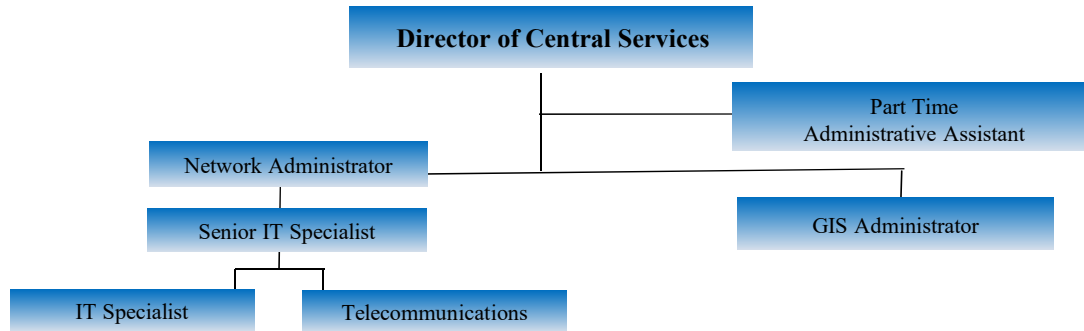 Director of Central Services
Part Time
Administrative Assistant
Network Administrator
Senior IT Specialist
GIS Administrator
IT Specialist
Telecommunications